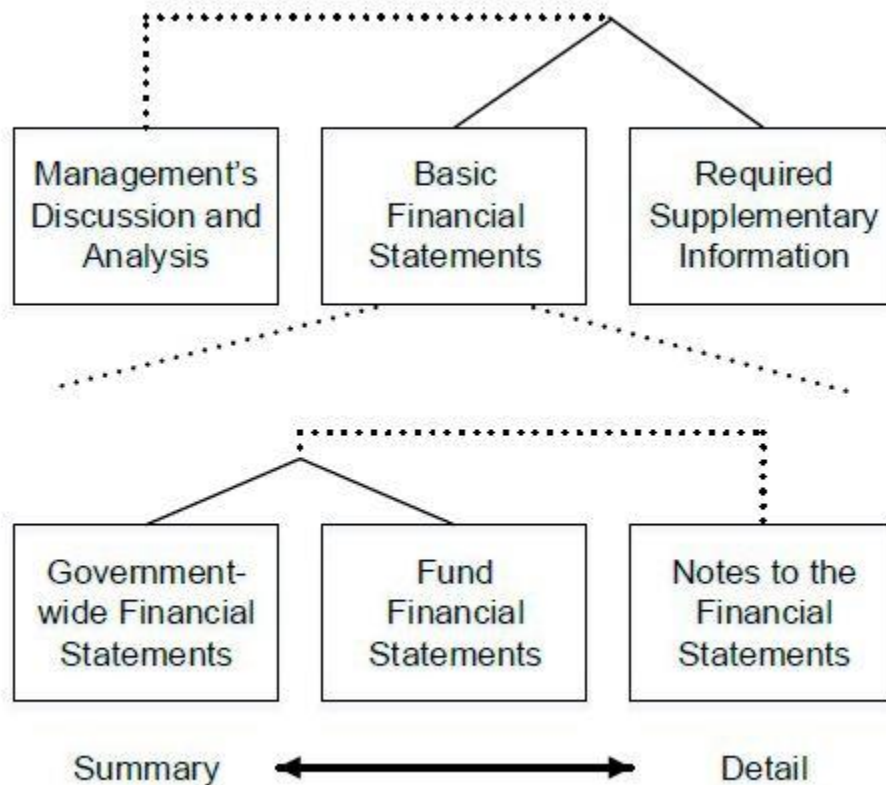 Management's
Discussion and
Analysis
Basic
Financial
Statements
Required
Supplementary
Information
Government-
wide Financial
Statements
Fund
Financial
Statements
Notes to the
Financial
Statements
Summary
Detail